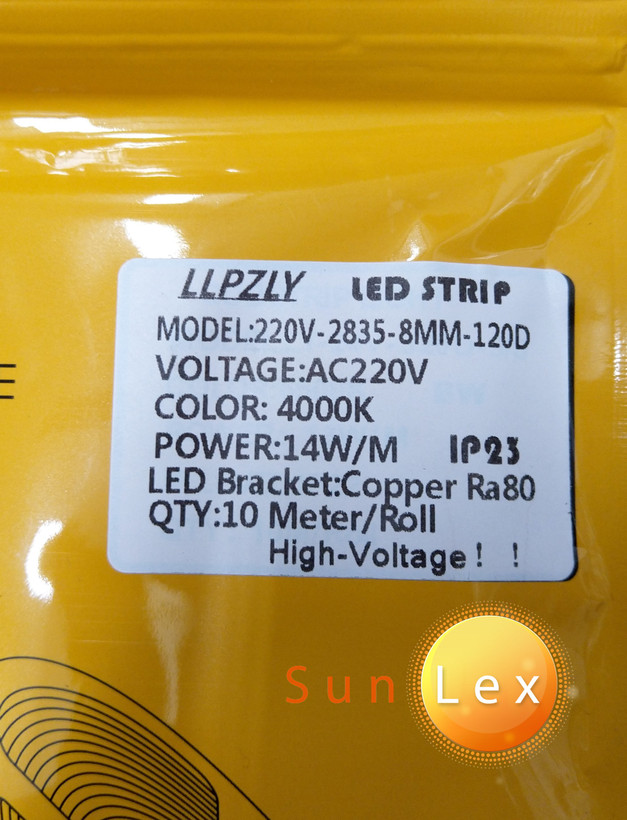 LLPZLY LED STRIP
MODEL:220V-2835-8MM-120D
VOLTAGE:AC220V
COLOR: 4000K
POWER:14W/M IP23
LED Bracket:Copper Ra80
QTY:10 Meter/Roll
High-Voltage! !
Sun Lex